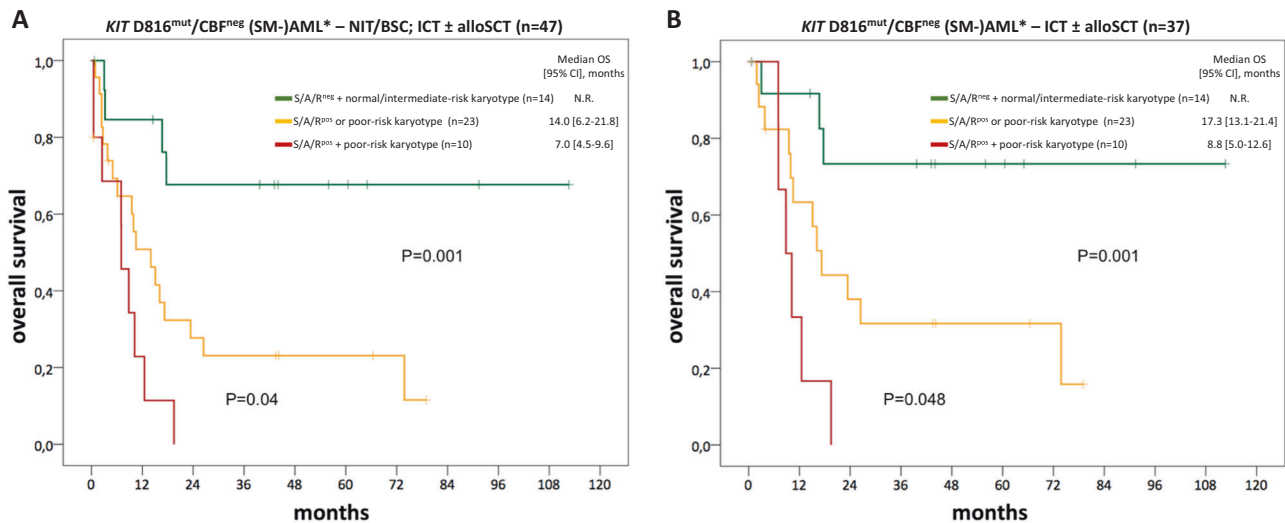 A
KIT D816ᵐᵘᵗ/CBFⁿᵉᵍ (SM-)AML* – NIT/BSC; ICT ± alloSCT (n=47)
Median OS
[95% CI], months
S/A/Rⁿᵉᵍ + normal/intermediate-risk karyotype (n=14) N.R.
S/A/Rᵖᵒˢ or poor-risk karyotype (n=23) 14.0 [6.2-21.8]
S/A/Rᵖᵒˢ + poor-risk karyotype (n=10) 7.0 [4.5-9.6]
overall survival
1,0
0,8
0,6
0,4
0,2
0,0
P=0.001
P=0.04
0 12 24 36 48 60 72 84 96 108 120
months
B
KIT D816ᵐᵘᵗ/CBFⁿᵉᵍ (SM-)AML* – ICT ± alloSCT (n=37)
Median OS
[95% CI], months
S/A/Rⁿᵉᵍ + normal/intermediate-risk karyotype (n=14) N.R.
S/A/Rᵖᵒˢ or poor-risk karyotype (n=23) 17.3 [13.1-21.4]
S/A/Rᵖᵒˢ + poor-risk karyotype (n=10) 8.8 [5.0-12.6]
overall survival
1,0
0,8
0,6
0,4
0,2
0,0
P=0.001
P=0.048
0 12 24 36 48 60 72 84 96 108 120
months